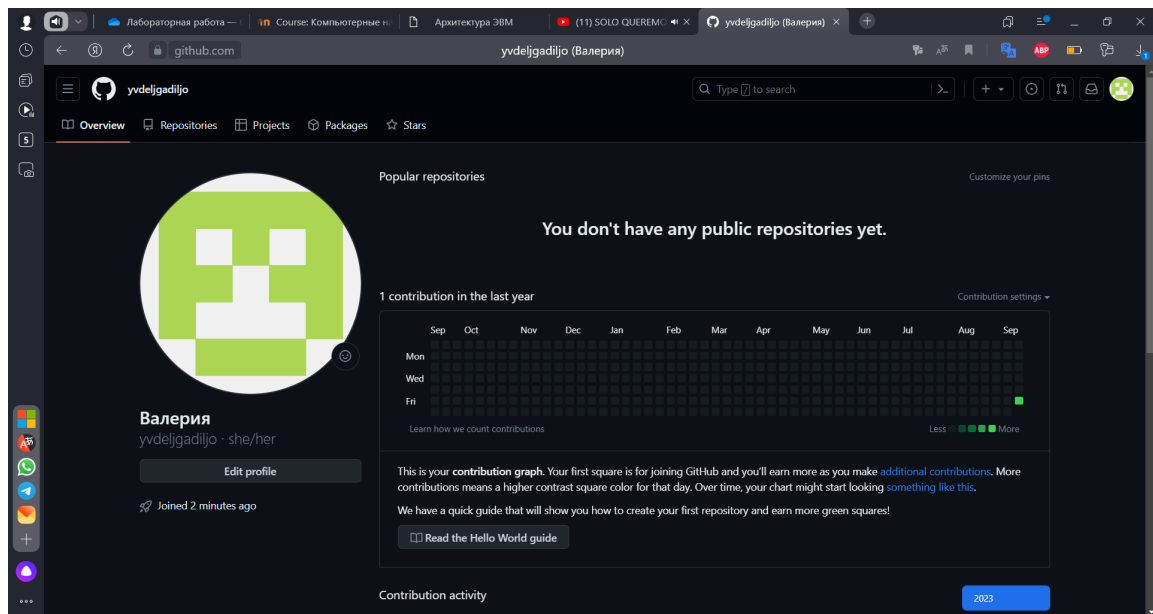 Лабораторная работа —
Course: Компьютерные н
Архитектура ЭВМ
(11) SOLO QUEREMO
yvdeljgadiljo (Валерия)
github.com
yvdeljgadiljo (Валерия)
ABP
yvdeljgadiljo
Type / to search
Overview
Repositories
Projects
Packages
Stars
5
Popular repositories
Customize your pins
You don't have any public repositories yet.
1 contribution in the last year
Contribution settings
Sep Oct Nov Dec Jan Feb Mar Apr May Jun Jul Aug Sep
Mon
Wed
Fri
Learn how we count contributions
Less More
Валерия
yvdeljgadiljo · she/her
Edit profile
Joined 2 minutes ago
This is your contribution graph. Your first square is for joining GitHub and you'll earn more as you make additional contributions. More
contributions means a higher contrast square color for that day. Over time, your chart might start looking something like this.
We have a quick guide that will show you how to create your first repository and earn more green squares!
Read the Hello World guide
Contribution activity
2023